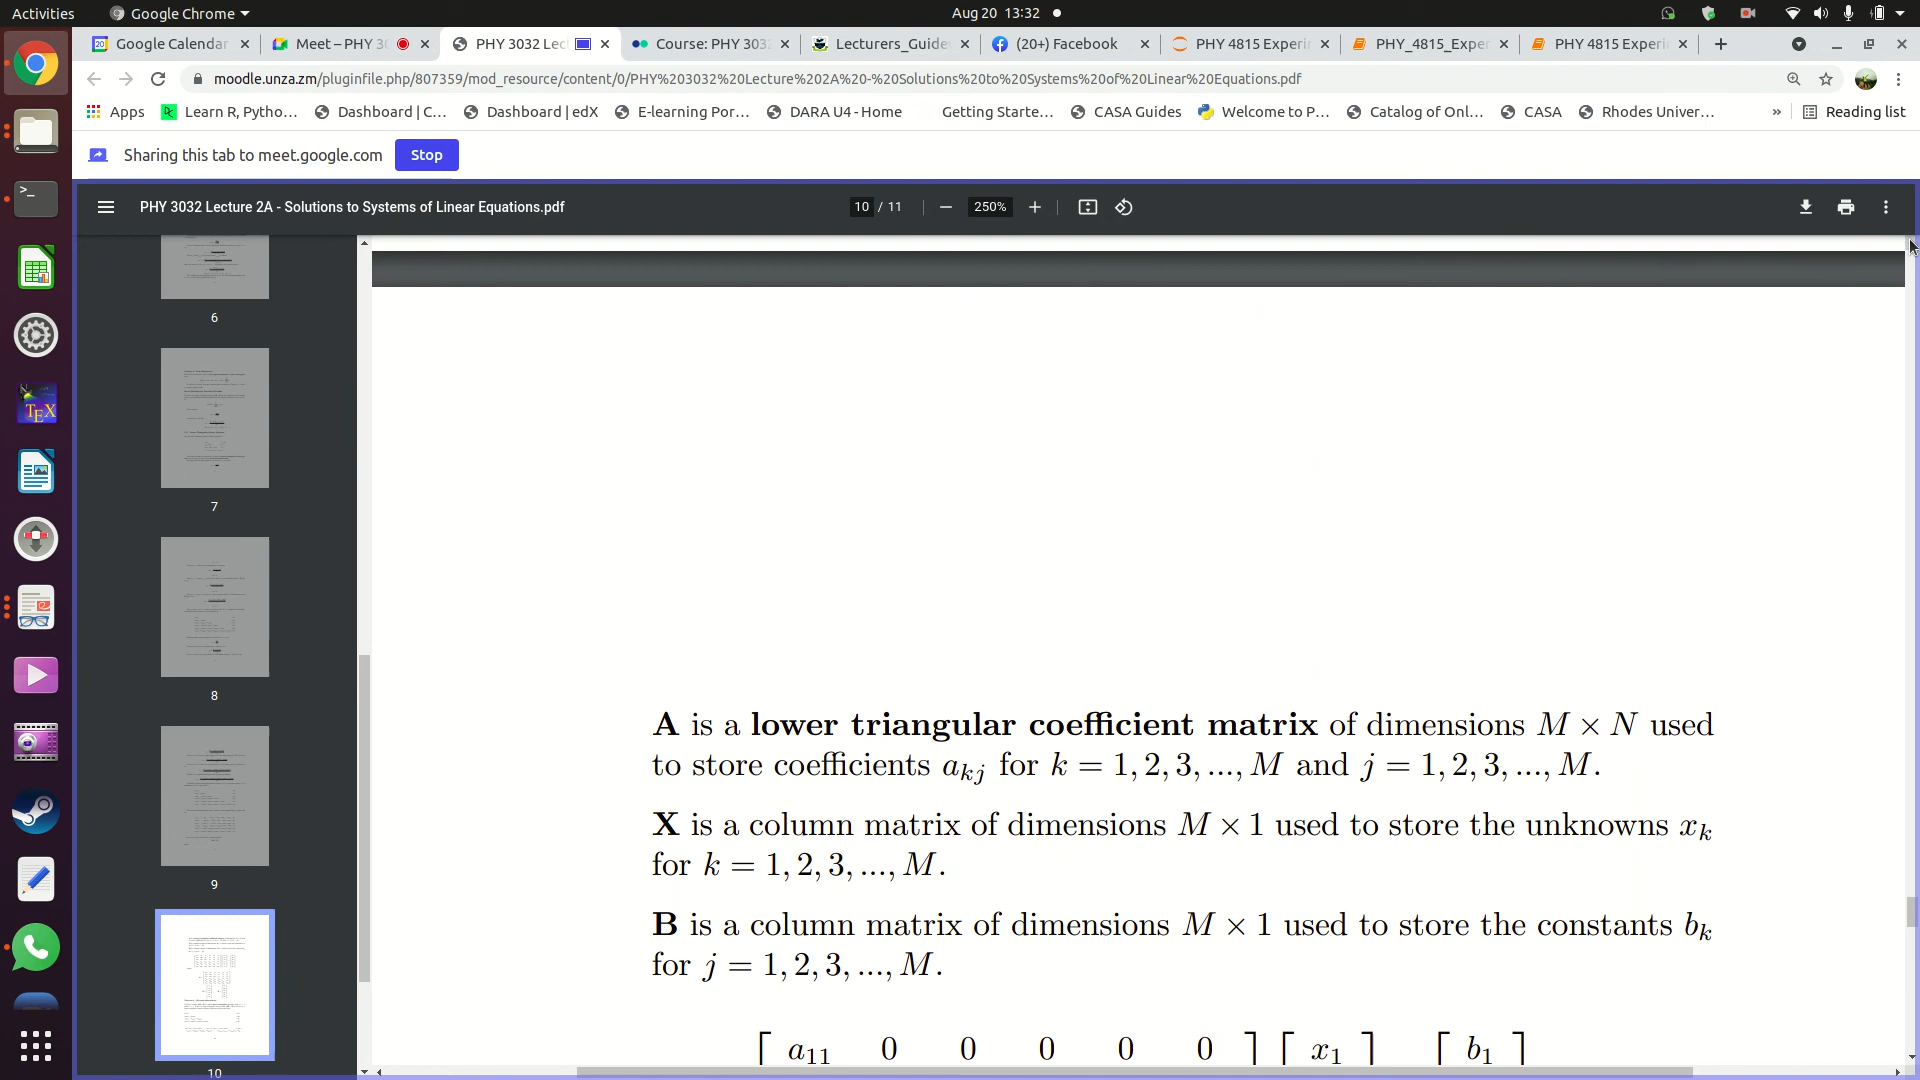 Activities Google Chrome Aug 20 13:32
Google Calendar Meet – PHY 30 PHY 3032 Lect Course: PHY 303 Lecturers_Guide (20+) Facebook PHY 4815 Experi PHY_4815_Expe PHY 4815 Experi
moodle.unza.zm/pluginfile.php/807359/mod_resource/content/0/PHY%203032%20Lecture%202A%20-%20Solutions%20to%20Systems%20of%20Linear%20Equations.pdf
Apps Learn R, Pytho... Dashboard | C... Dashboard | edX E-learning Por... DARA U4 - Home Getting Starte... CASA Guides Welcome to P... Catalog of Onl... CASA Rhodes Univer... » Reading list
Sharing this tab to meet.google.com Stop
PHY 3032 Lecture 2A - Solutions to Systems of Linear Equations.pdf 10 / 11 250%
6
7
8
9
10
A is a lower triangular coefficient matrix of dimensions M × N used
to store coefficients a_kj for k = 1, 2, 3, ..., M and j = 1, 2, 3, ..., M.
X is a column matrix of dimensions M × 1 used to store the unknowns x_k
for k = 1, 2, 3, ..., M.
B is a column matrix of dimensions M × 1 used to store the constants b_k
for j = 1, 2, 3, ..., M.
a_11 0 0 0 0 0 x_1 b_1